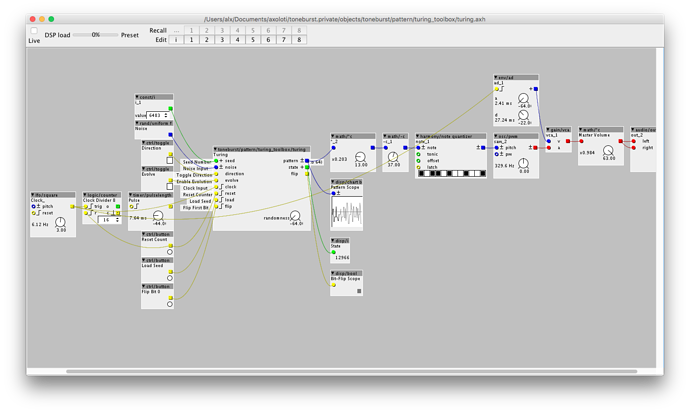 /Users/alx/Documents/axoloti/toneburst.private/objects/toneburst/pattern/turing_toolbox/turing.axh
Live
DSP load
0%
Preset
Recall
... 1 2 3 4 5 6 7 8
Edit
i 1 2 3 4 5 6 7 8
const/i
i_1
value 6403
rand/uniform f
Noise
ctrl/toggle
Direction
ctrl/toggle
Evolve
lfo/square
Clock_
pitch
reset
6.12 Hz
3.00
logic/counter
Clock Divider 8
trig o
r c
16
timer/pulselength
Pulse
7.64 ms
-44.0
ctrl/button
Reset Count
ctrl/button
Load Seed
ctrl/button
Flip Bit 0
Seed Number
Noise Input
Toggle Direction
Enable Evolution
Clock Input
Reset Counter
Load Seed
Flip First Bit
toneburst/pattern/turing_toolbox/turing
Turing
seed
noise
direction
evolve
clock
reset
load
flip
pattern
state
flip
randomness
-64.0
math/*c
*_2
x0.203
13.00
math/-c
-c_1
37.00
disp/chart b
Pattern Scope
disp/i
State
12966
disp/bool
Bit-Flip Scope
harmony/note quantizer
note_1
note
tonic
offset
latch
env/ad
ad_1
a
2.41 ms
-64.0
d
27.24 ms
-22.0
osc/pwm
pwm_2
pitch
pw
329.6 Hz
0.00
gain/vca
vca_1
v
a
math/*c
Master Volume
x0.984
63.00
audio/out
out_2
left
right